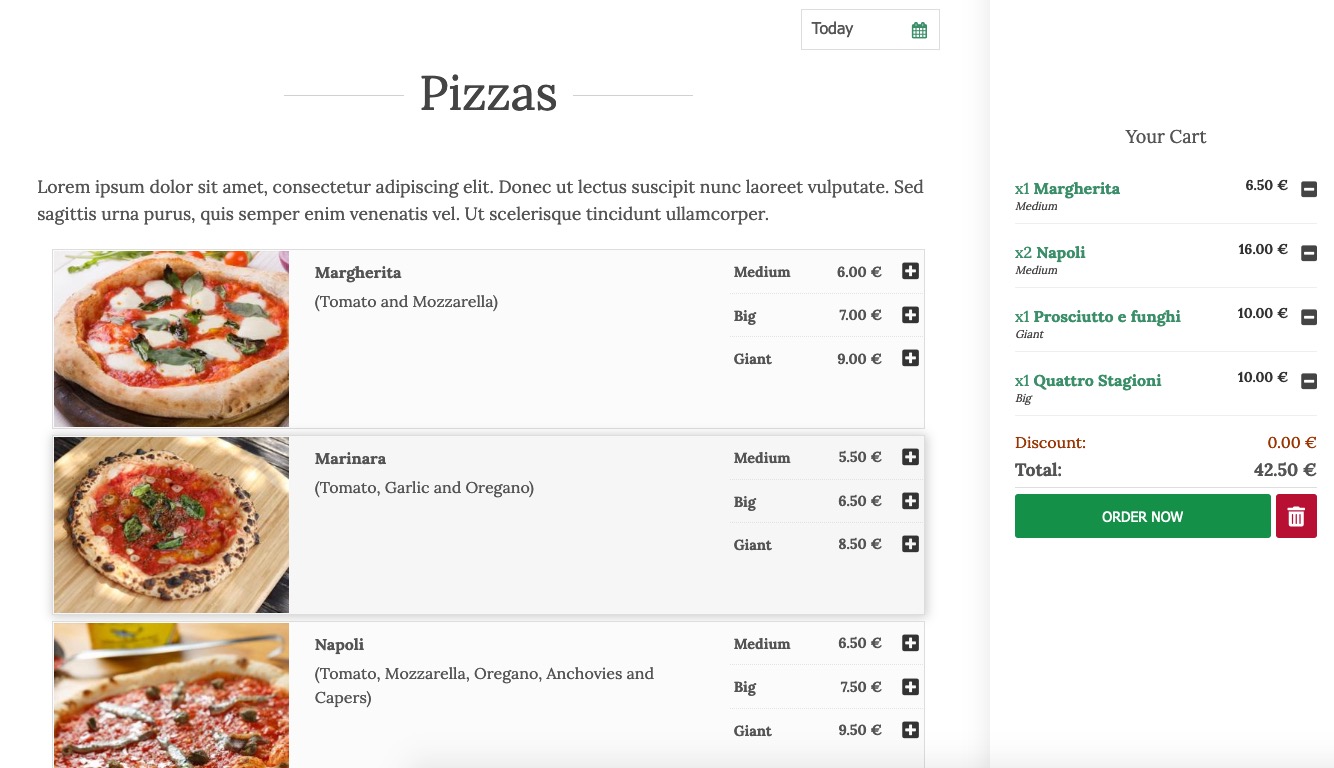 Today
Pizzas
Lorem ipsum dolor sit amet, consectetur adipiscing elit. Donec ut lectus suscipit nunc laoreet vulputate. Sed
sagittis urna purus, quis semper enim venenatis vel. Ut scelerisque tincidunt ullamcorper.
Margherita
(Tomato and Mozzarella)
Medium 6.00 €
Big 7.00 €
Giant 9.00 €
Marinara
(Tomato, Garlic and Oregano)
Medium 5.50 €
Big 6.50 €
Giant 8.50 €
Napoli
(Tomato, Mozzarella, Oregano, Anchovies and
Capers)
Medium 6.50 €
Big 7.50 €
Giant 9.50 €
Your Cart
x1 Margherita 6.50 €
Medium
x2 Napoli 16.00 €
Medium
x1 Prosciutto e funghi 10.00 €
Giant
x1 Quattro Stagioni 10.00 €
Big
Discount: 0.00 €
Total: 42.50 €
ORDER NOW